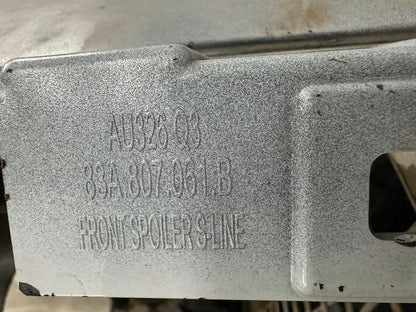 AU326 Q3
83A.807.061.B
FRONT SPOILER S-LINE